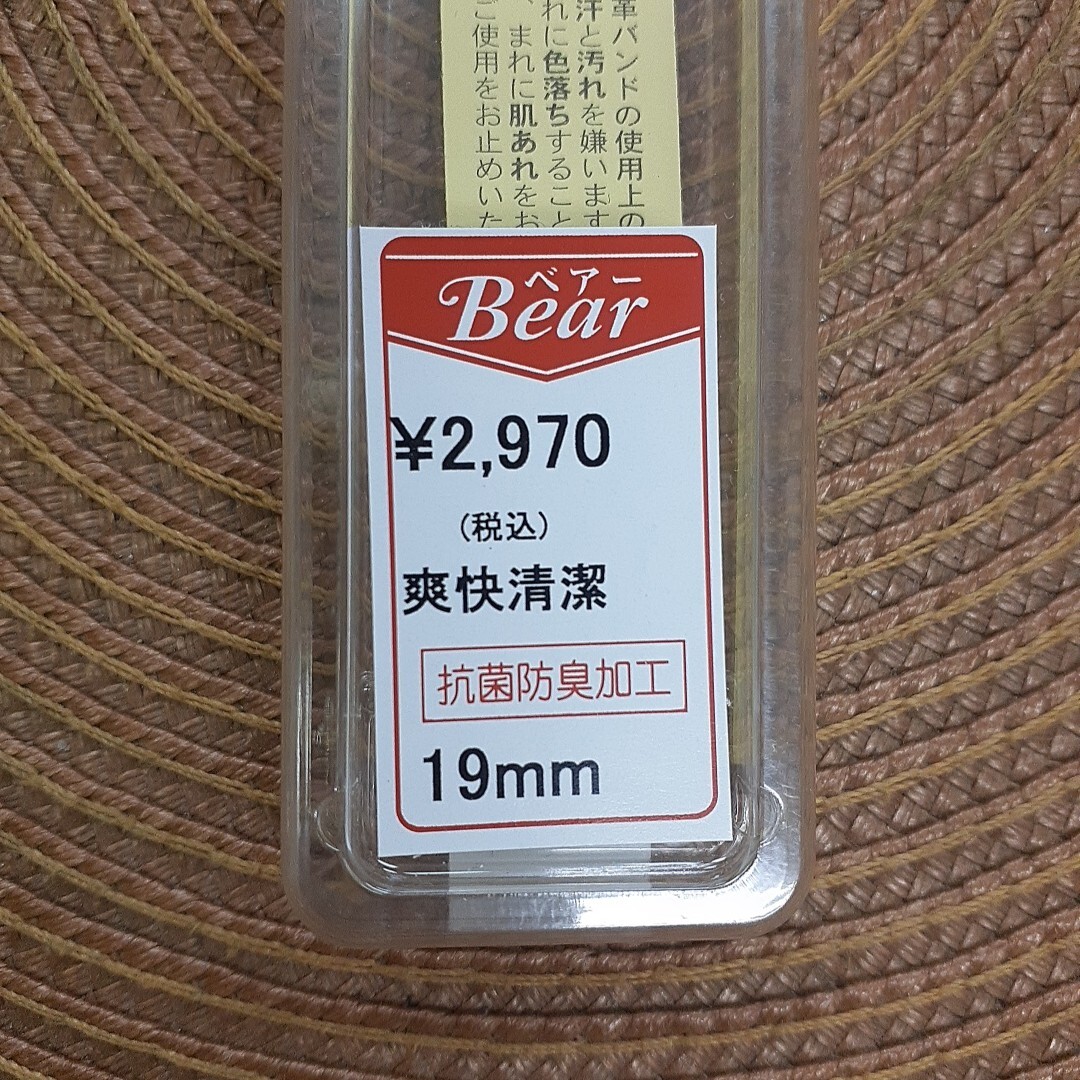 革バンドの使用上の
汗と汚れを嫌います
れに色落ちすること
、まれに肌あれをお
ご使用をお止めいた
ベアー
Bear
¥2,970
(税込)
爽快清潔
抗菌防臭加工
19mm